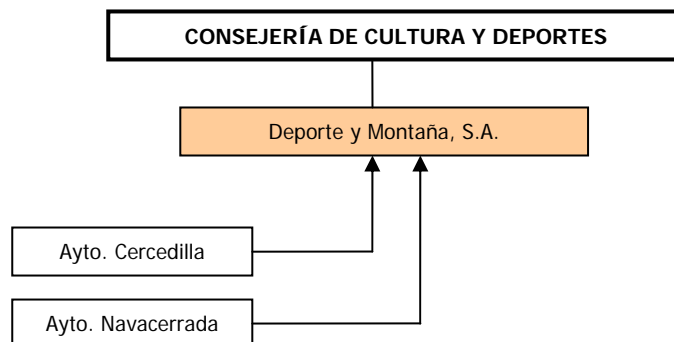 CONSEJERÍA DE CULTURA Y DEPORTES
Deporte y Montaña, S.A.
Ayto. Cercedilla
Ayto. Navacerrada